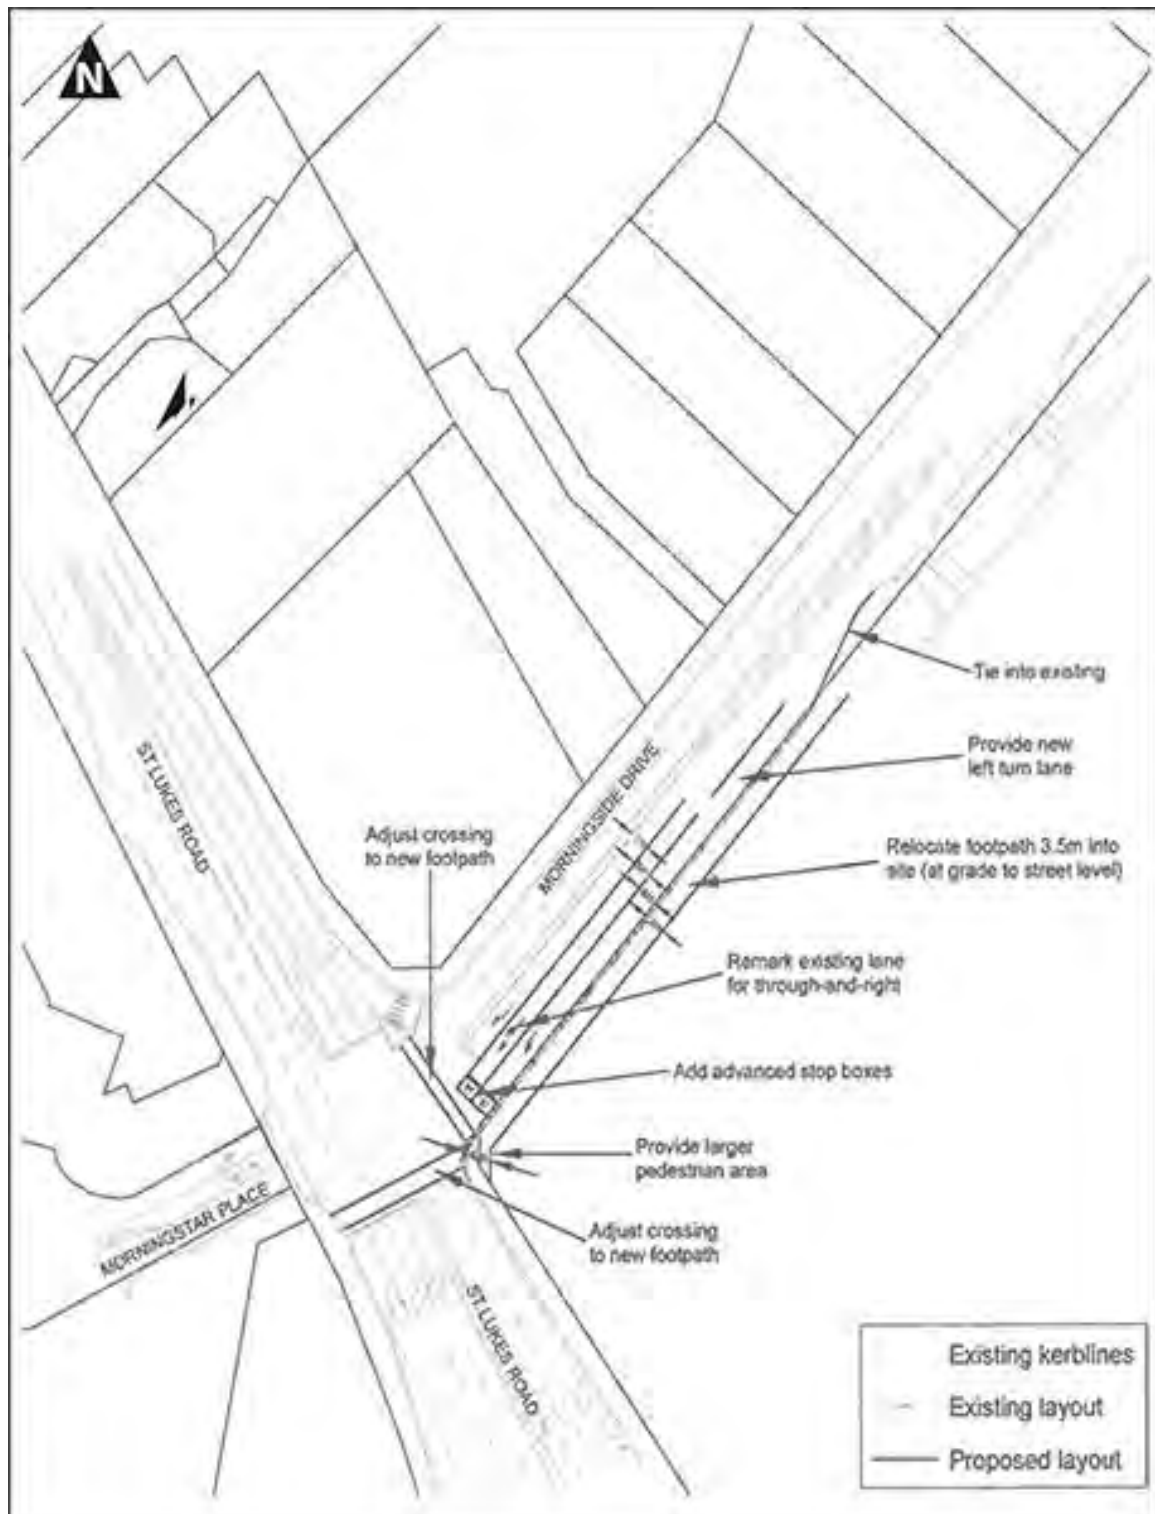 N
Tie into existing
Provide new
left turn lane
ST.LUKES ROAD
MORNINGSIDE DRIVE
Adjust crossing
to new footpath
Relocate footpath 3.5m into
site (at grade to street level)
Remark existing lane
for through-and-right
Add advanced stop boxes
Provide larger
pedestrian area
MORNINGSTAR PLACE
Adjust crossing
to new footpath
ST.LUKES ROAD
Existing kerblines
Existing layout
Proposed layout